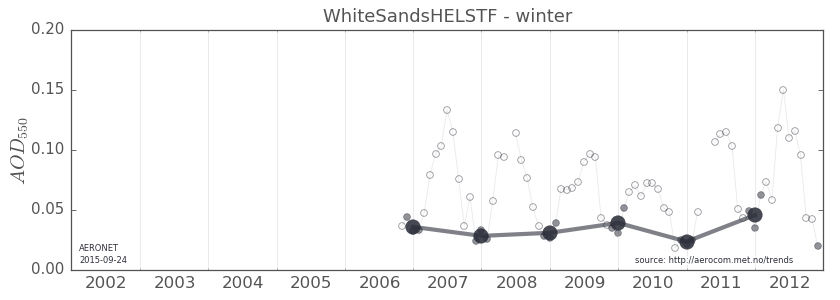 WhiteSandsHELSTF - winter
0.20
0.15
0.10
0.05
0.00
AOD550
AERONET
2015-09-24
source: http://aerocom.met.no/trends
2002 2003 2004 2005 2006 2007 2008 2009 2010 2011 2012